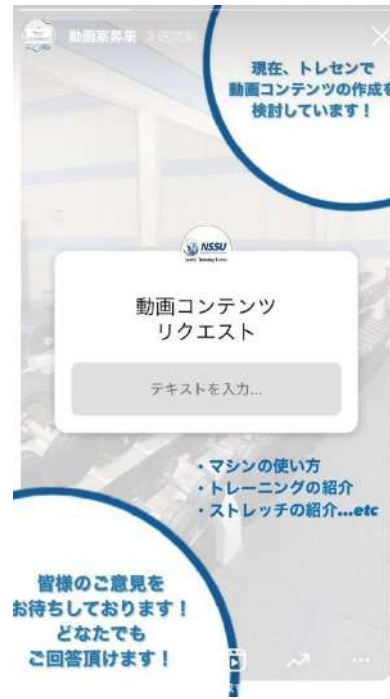 動画案募集 3週間前
現在、トレセンで
動画コンテンツの作成を
検討しています！
NSSU
動画コンテンツ
リクエスト
テキストを入力...
・マシンの使い方
・トレーニングの紹介
・ストレッチの紹介...etc
皆様のご意見を
お待ちしております！
どなたでも
ご回答頂けます！